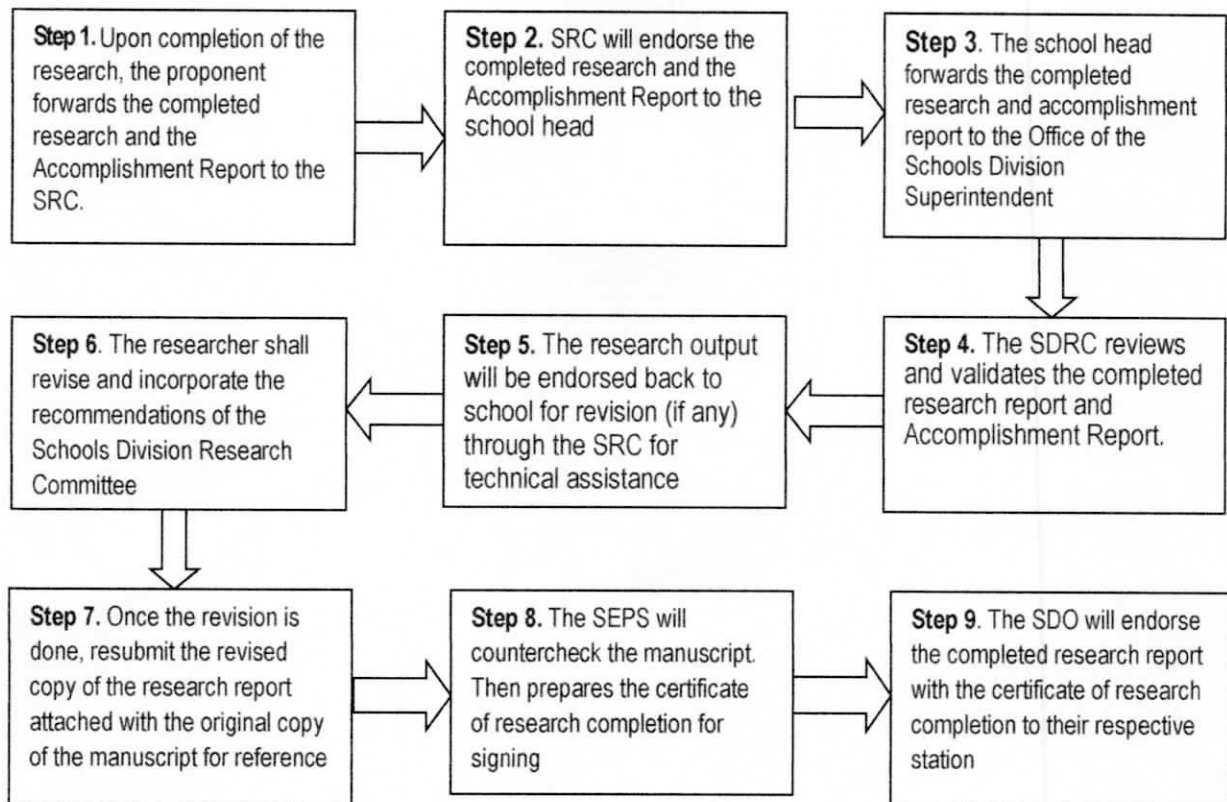 Step 1. Upon completion of the
research, the proponent
forwards the completed
research and the
Accomplishment Report to the
SRC.
Step 2. SRC will endorse the
completed research and the
Accomplishment Report to the
school head
Step 3. The school head
forwards the completed
research and accomplishment
report to the Office of the
Schools Division
Superintendent
Step 4. The SDRC reviews
and validates the completed
research report and
Accomplishment Report.
Step 5. The research output
will be endorsed back to
school for revision (if any)
through the SRC for
technical assistance
Step 6. The researcher shall
revise and incorporate the
recommendations of the
Schools Division Research
Committee
Step 7. Once the revision is
done, resubmit the revised
copy of the research report
attached with the original copy
of the manuscript for reference
Step 8. The SEPS will
countercheck the manuscript.
Then prepares the certificate
of research completion for
signing
Step 9. The SDO will endorse
the completed research report
with the certificate of research
completion to their respective
station